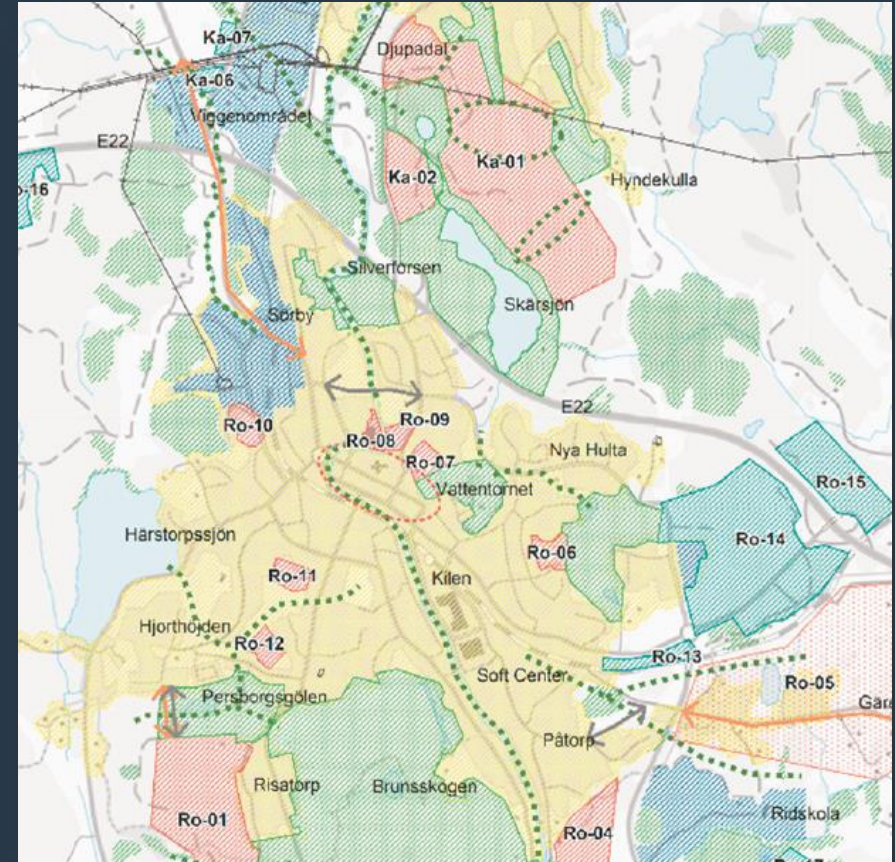 Ka-07
Djupadal
Ka-06
Viggenområdet
E22
Ka-01
Ka-02
Hyndekulla
Silverforsen
Skärsjön
Sörby
E22
Ro-09
Ro-10
Ro-08
Nya Hulta
Ro-07
Ro-15
Vattentornet
Härstorpssjön
Ro-14
Ro-06
Ro-11
Kilen
Hjorthöjden
Ro-12
Ro-13
Soft Center
Ro-05
Persborgsgölen
Påtorp
Risatorp
Brunsskogen
Ridskola
Ro-01
Ro-04